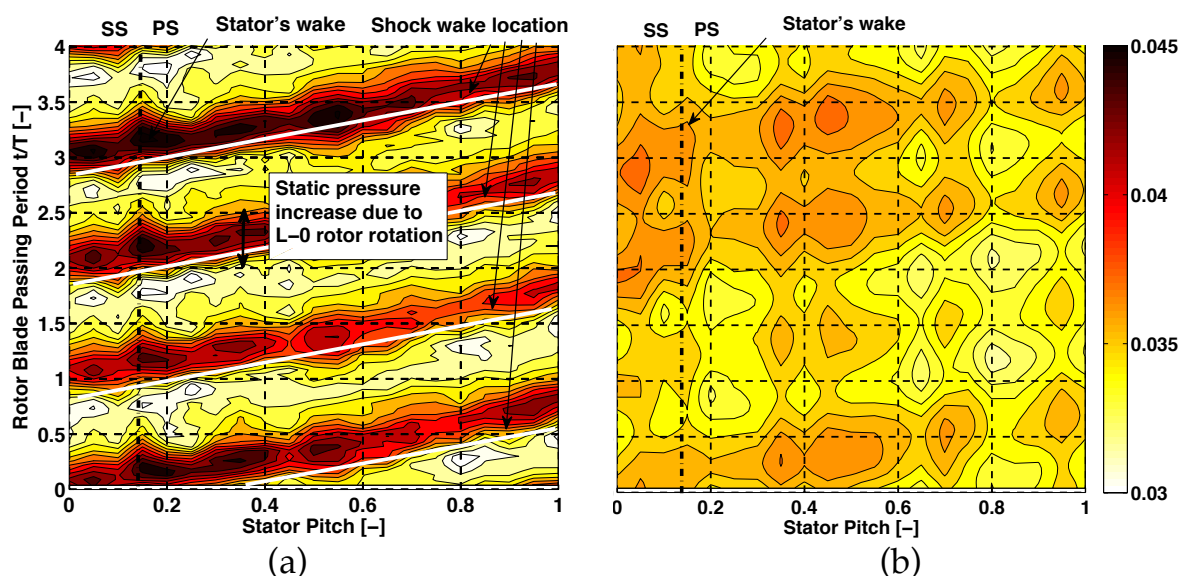 SS PS Stator's wake Shock wake location
4
3.5
3
2.5
2
1.5
1
0.5
0
Rotor Blade Passing Period t/T [–]
Static pressure
increase due to
L–0 rotor rotation
0 0.2 0.4 0.6 0.8 1
Stator Pitch [–]
(a)
SS PS Stator's wake
0 0.2 0.4 0.6 0.8 1
Stator Pitch [–]
(b)
0.045
0.04
0.035
0.03